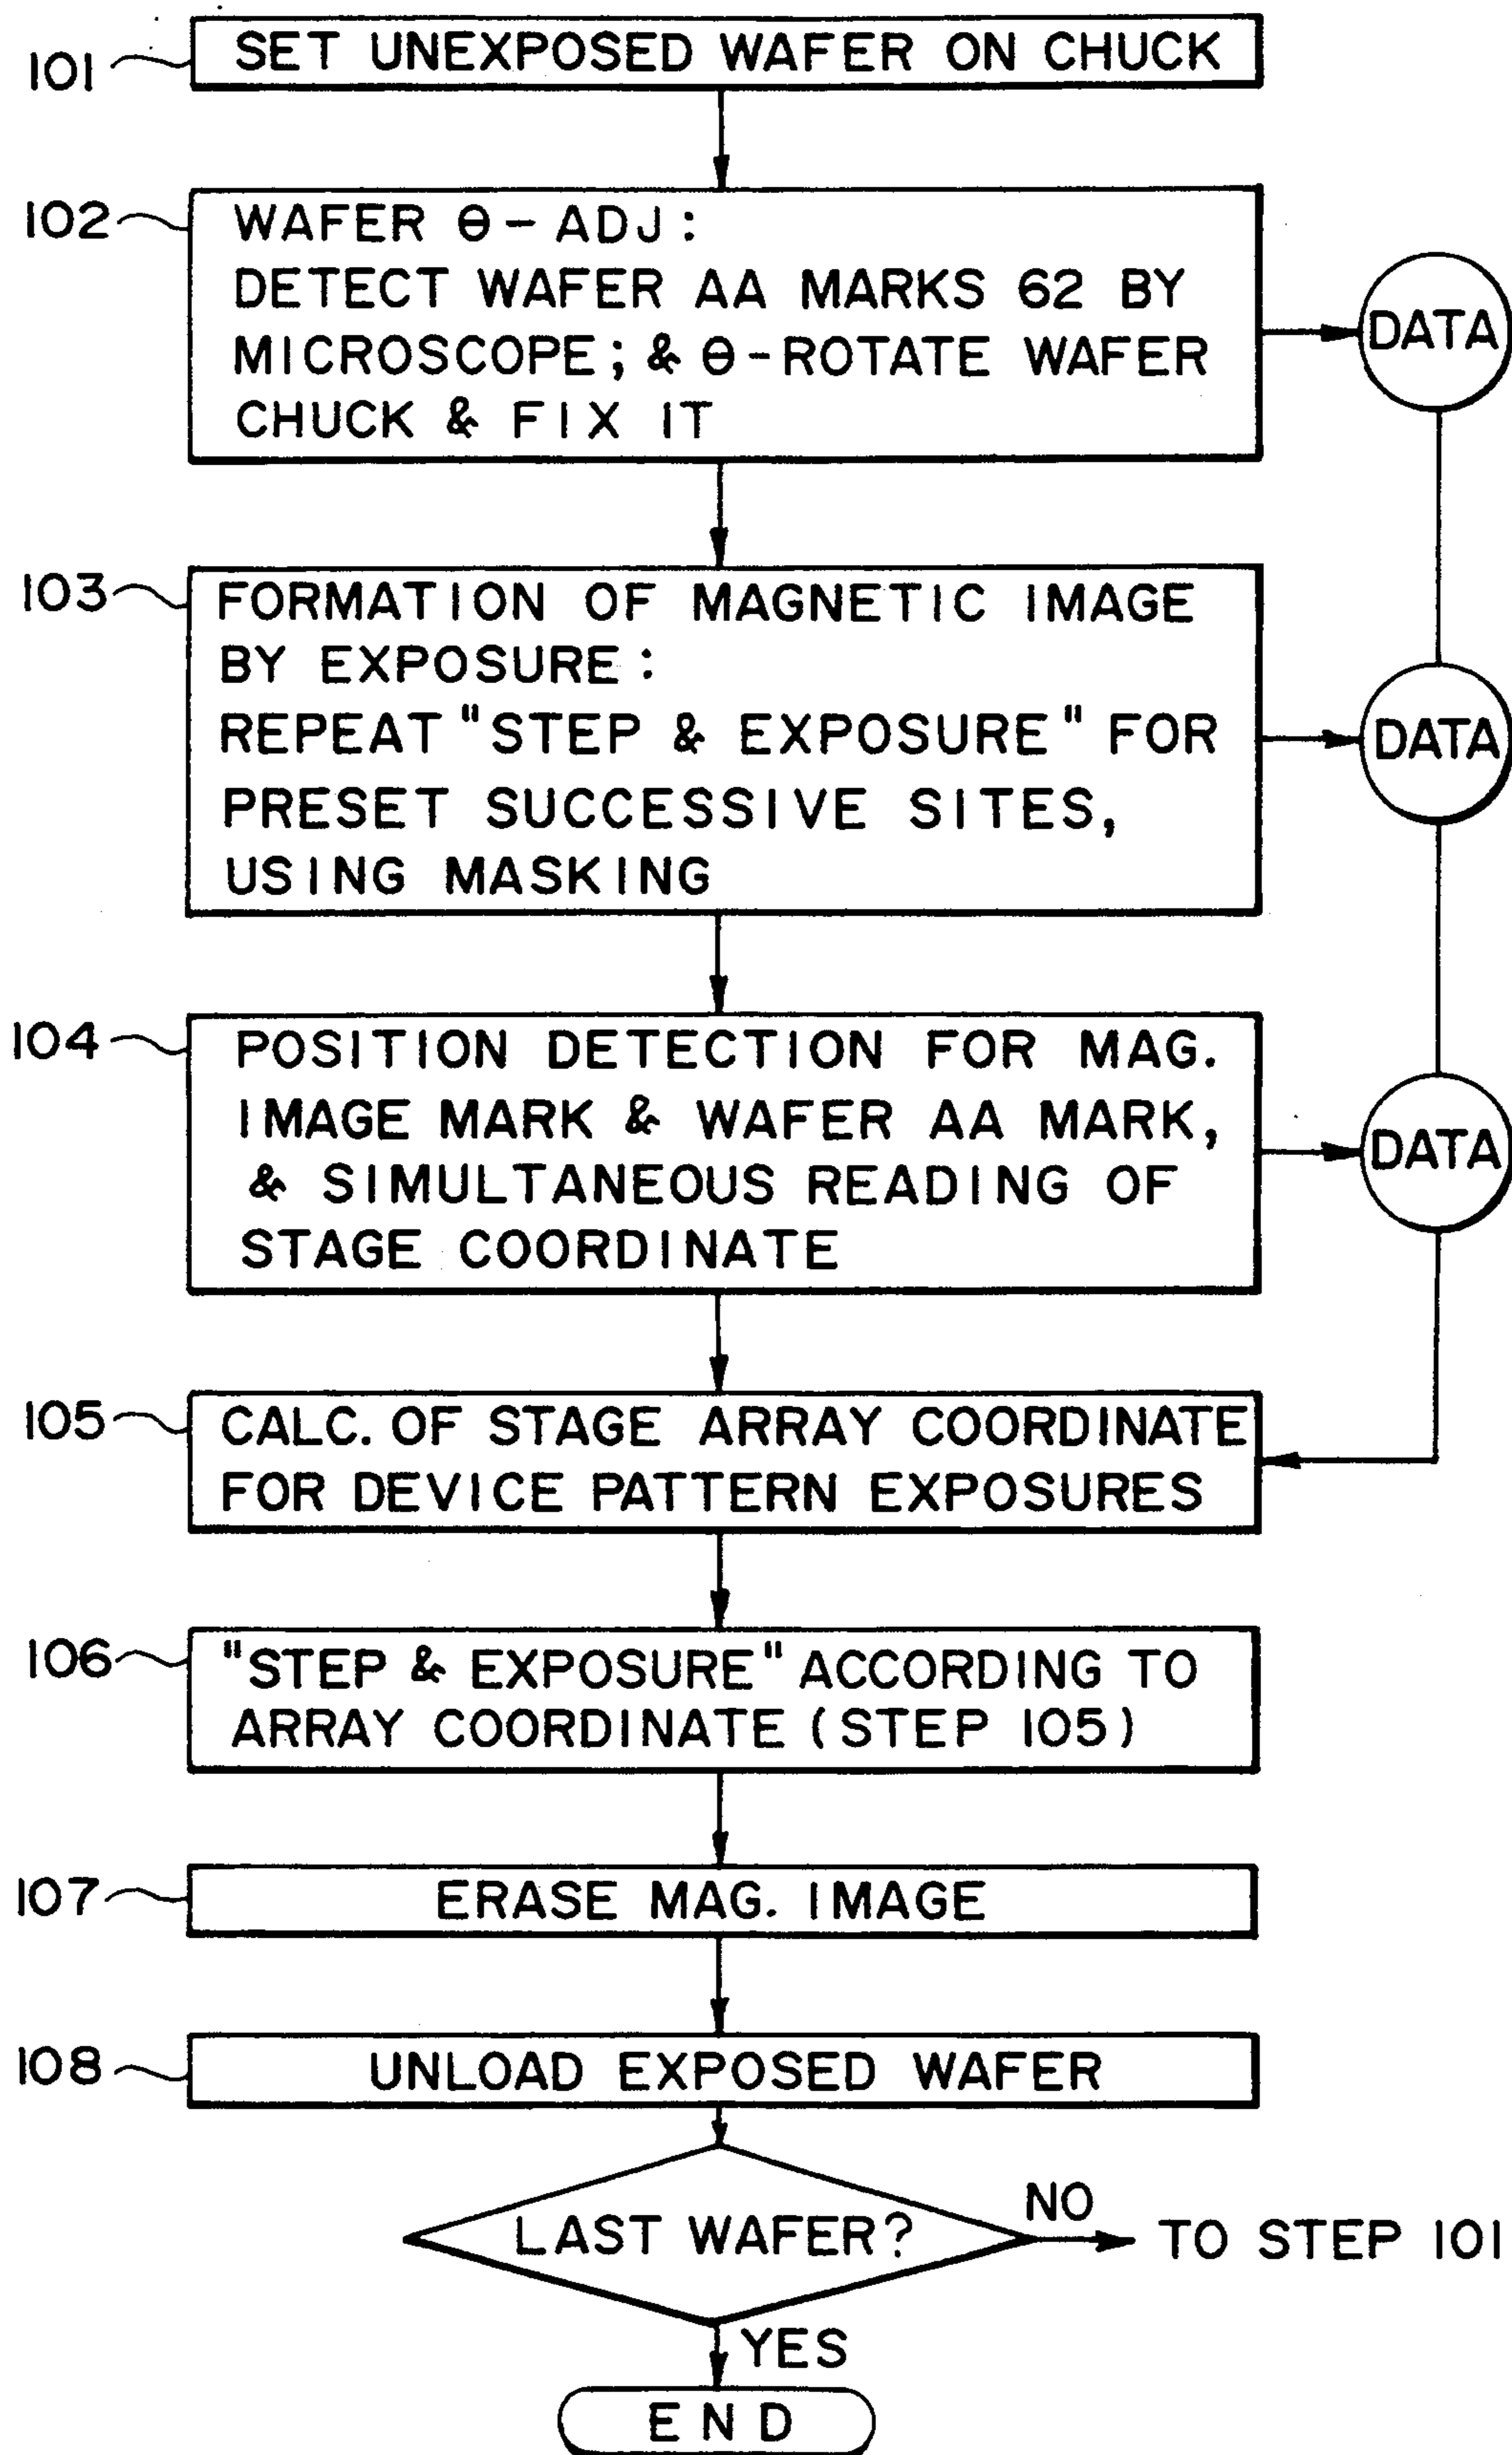 101
SET UNEXPOSED WAFER ON CHUCK
102
WAFER θ-ADJ:
DETECT WAFER AA MARKS 62 BY
MICROSCOPE; & θ-ROTATE WAFER
CHUCK & FIX IT
DATA
103
FORMATION OF MAGNETIC IMAGE
BY EXPOSURE:
REPEAT "STEP & EXPOSURE" FOR
PRESET SUCCESSIVE SITES,
USING MASKING
DATA
104
POSITION DETECTION FOR MAG.
IMAGE MARK & WAFER AA MARK,
& SIMULTANEOUS READING OF
STAGE COORDINATE
DATA
105
CALC. OF STAGE ARRAY COORDINATE
FOR DEVICE PATTERN EXPOSURES
106
"STEP & EXPOSURE" ACCORDING TO
ARRAY COORDINATE (STEP 105)
107
ERASE MAG. IMAGE
108
UNLOAD EXPOSED WAFER
LAST WAFER?
NO
TO STEP 101
YES
END